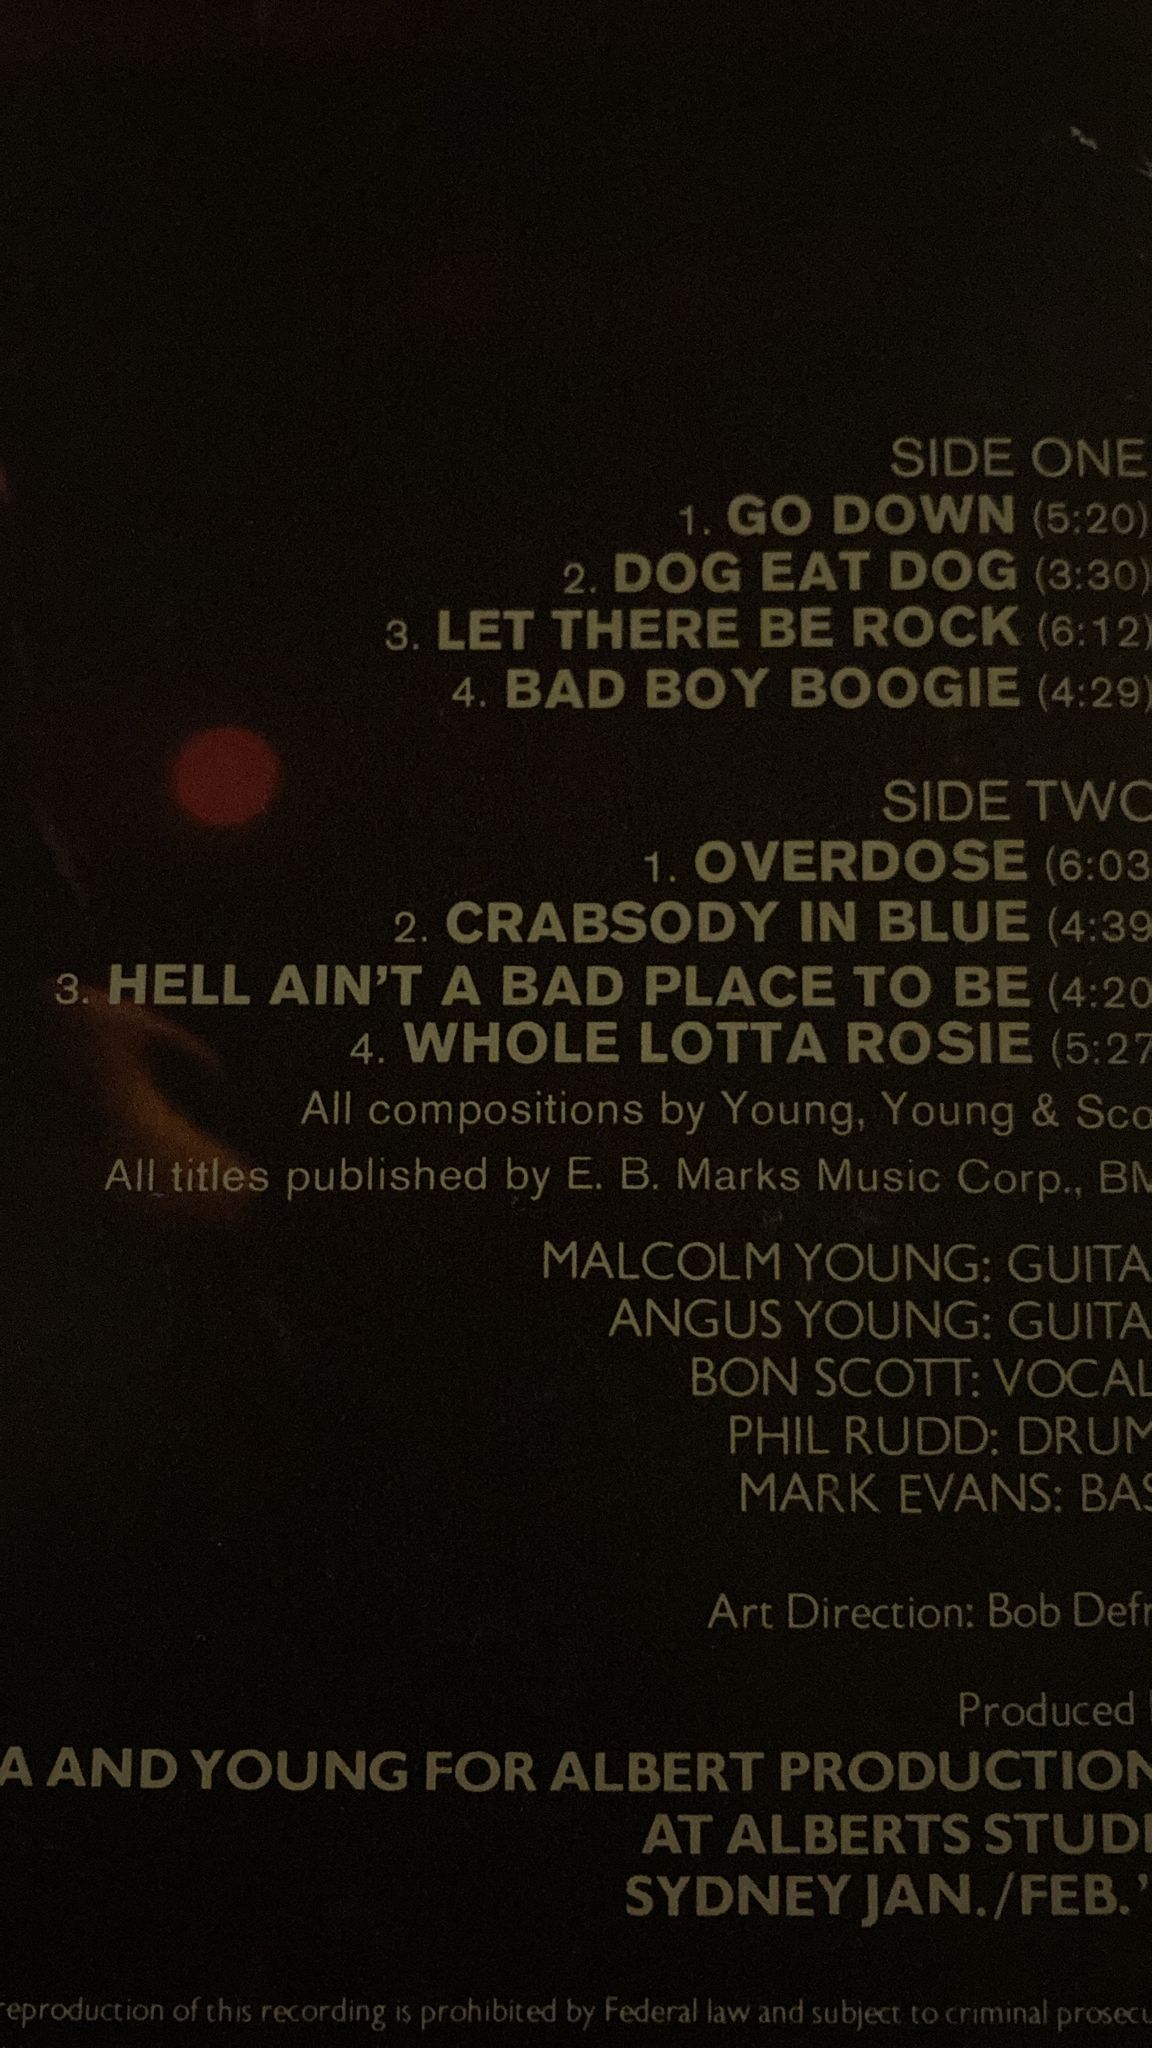 SIDE ONE
1. GO DOWN (5:20)
2. DOG EAT DOG (3:30)
3. LET THERE BE ROCK (6:12)
4. BAD BOY BOOGIE (4:29)
SIDE TWO
1. OVERDOSE (6:03
2. CRABSODY IN BLUE (4:39
3. HELL AIN'T A BAD PLACE TO BE (4:20
4. WHOLE LOTTA ROSIE (5:27
All compositions by Young, Young & Sco
All titles published by E. B. Marks Music Corp., BM
MALCOLM YOUNG: GUITA
ANGUS YOUNG: GUITA
BON SCOTT: VOCAL
PHIL RUDD: DRUM
MARK EVANS: BAS
Art Direction: Bob Defr
Produced
A AND YOUNG FOR ALBERT PRODUCTION
AT ALBERTS STUDI
SYDNEY JAN./FEB. '
reproduction of this recording is prohibited by Federal law and subject to criminal prosecu